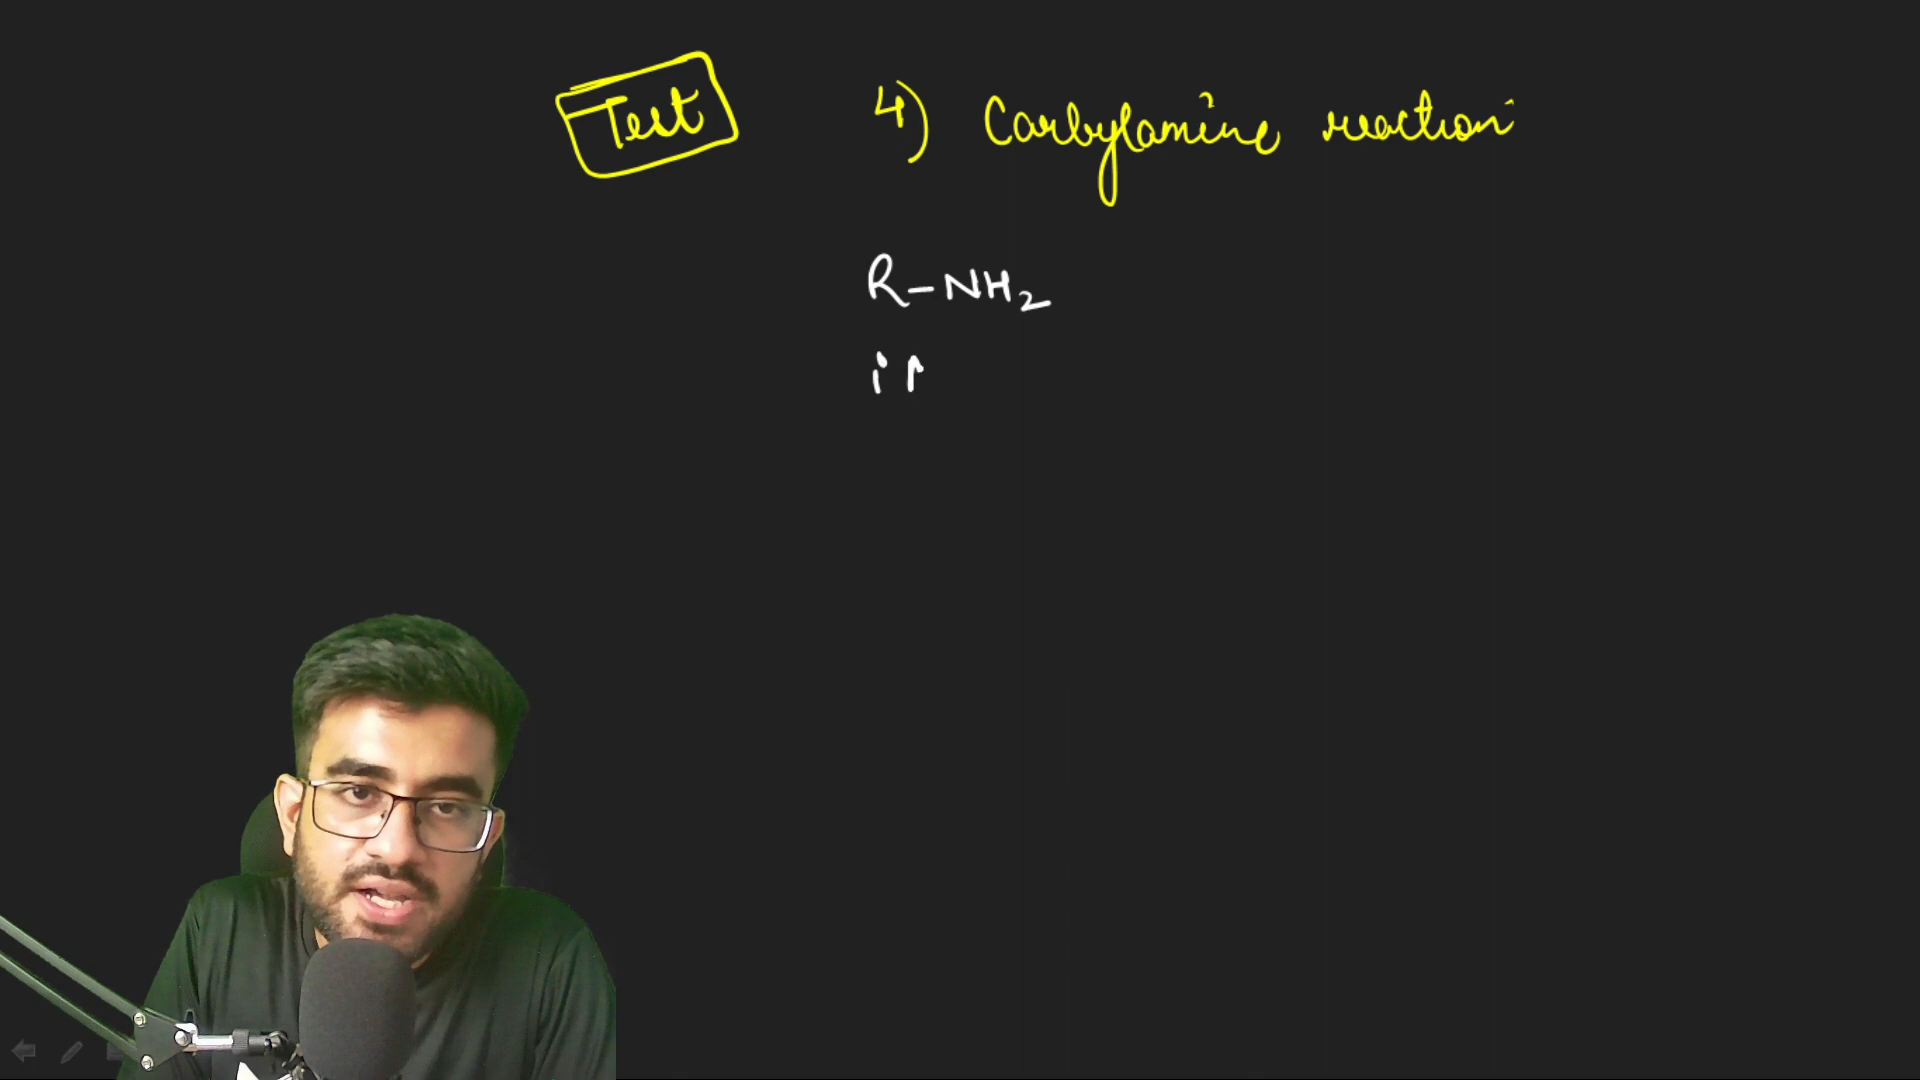 Test
4) Carbylamine reaction
R-NH₂